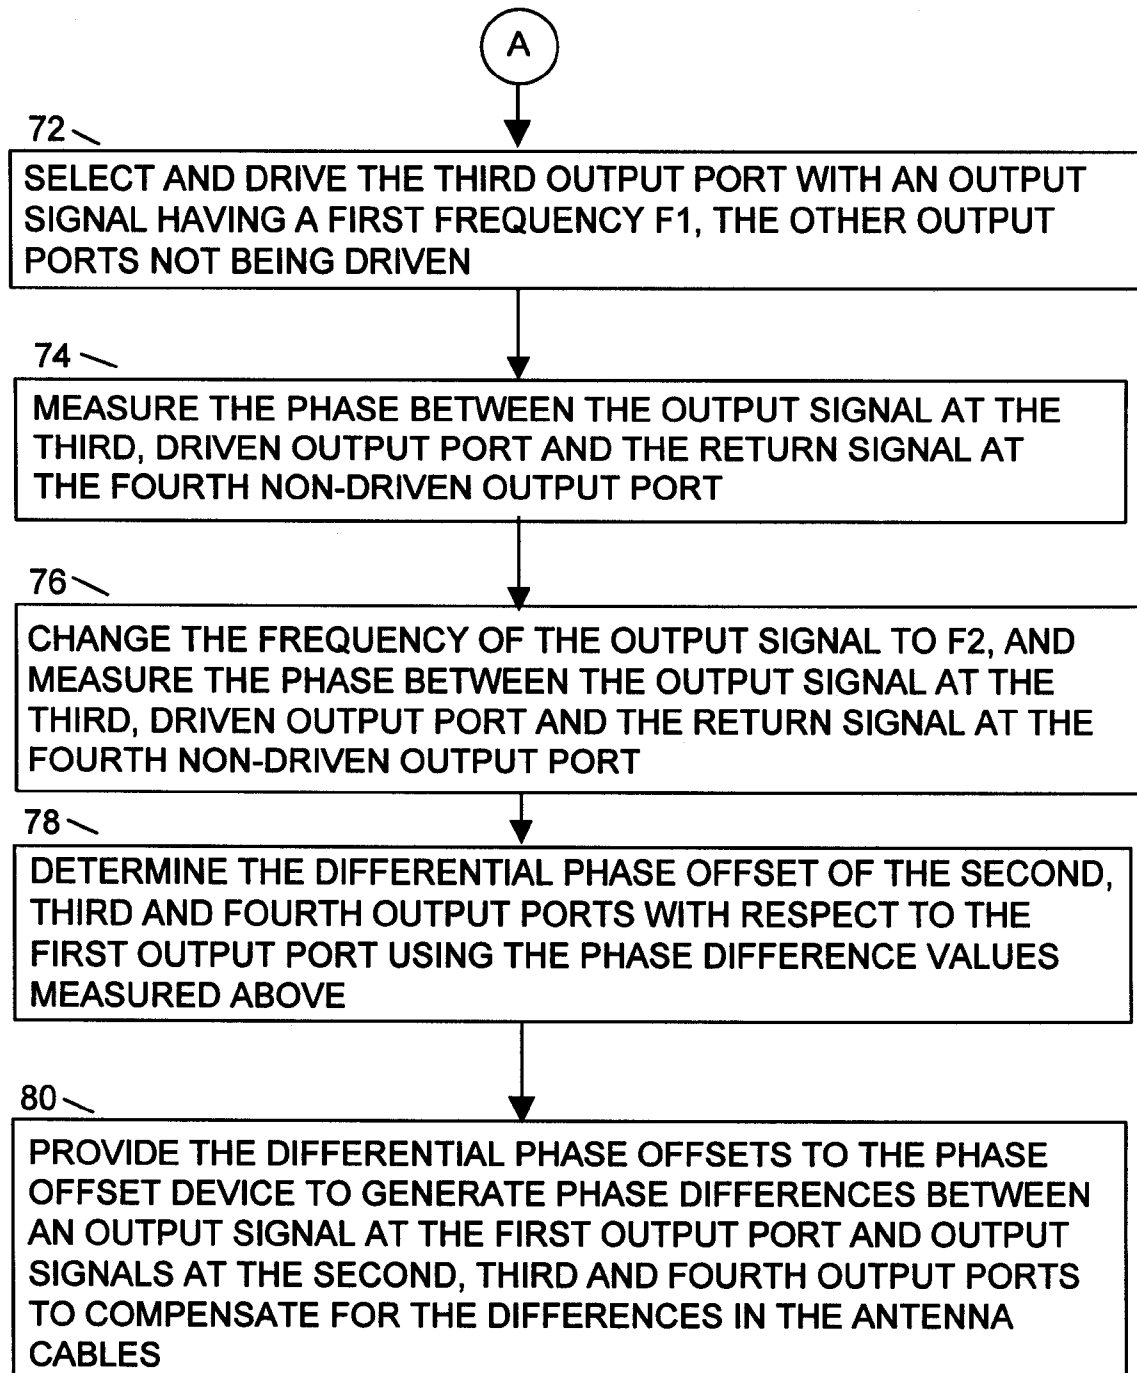 A
72
SELECT AND DRIVE THE THIRD OUTPUT PORT WITH AN OUTPUT
SIGNAL HAVING A FIRST FREQUENCY F1, THE OTHER OUTPUT
PORTS NOT BEING DRIVEN
74
MEASURE THE PHASE BETWEEN THE OUTPUT SIGNAL AT THE
THIRD, DRIVEN OUTPUT PORT AND THE RETURN SIGNAL AT
THE FOURTH NON-DRIVEN OUTPUT PORT
76
CHANGE THE FREQUENCY OF THE OUTPUT SIGNAL TO F2, AND
MEASURE THE PHASE BETWEEN THE OUTPUT SIGNAL AT THE
THIRD, DRIVEN OUTPUT PORT AND THE RETURN SIGNAL AT THE
FOURTH NON-DRIVEN OUTPUT PORT
78
DETERMINE THE DIFFERENTIAL PHASE OFFSET OF THE SECOND,
THIRD AND FOURTH OUTPUT PORTS WITH RESPECT TO THE
FIRST OUTPUT PORT USING THE PHASE DIFFERENCE VALUES
MEASURED ABOVE
80
PROVIDE THE DIFFERENTIAL PHASE OFFSETS TO THE PHASE
OFFSET DEVICE TO GENERATE PHASE DIFFERENCES BETWEEN
AN OUTPUT SIGNAL AT THE FIRST OUTPUT PORT AND OUTPUT
SIGNALS AT THE SECOND, THIRD AND FOURTH OUTPUT PORTS
TO COMPENSATE FOR THE DIFFERENCES IN THE ANTENNA
CABLES